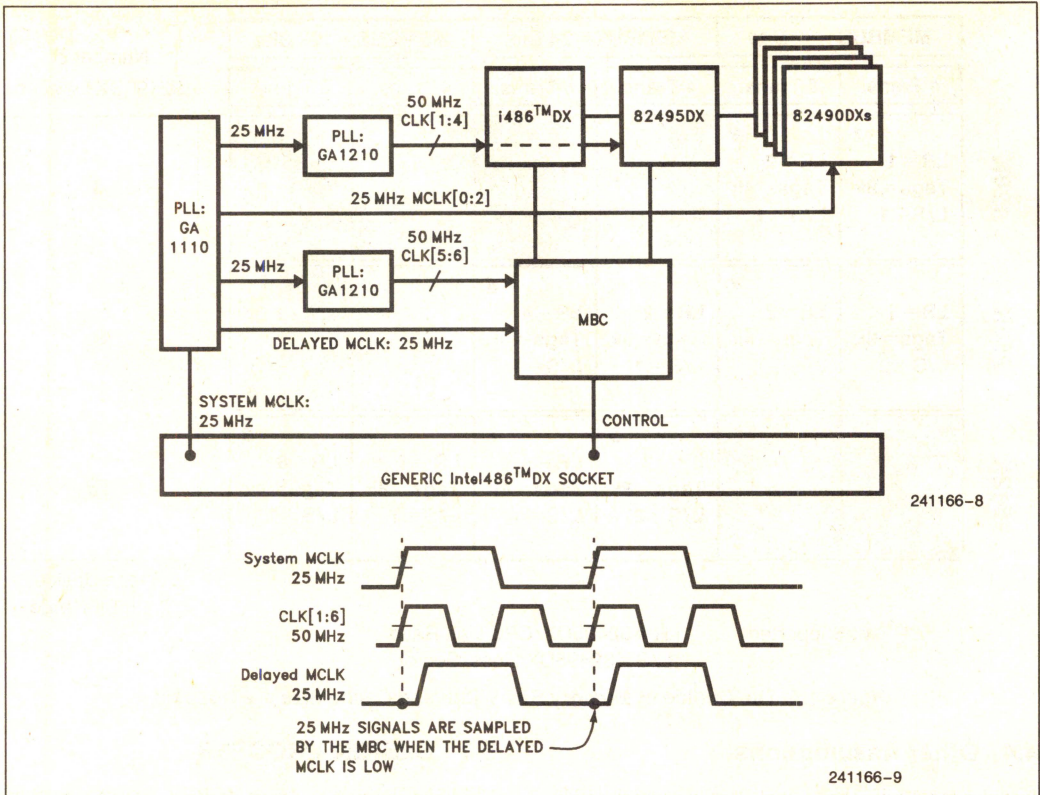 i486™DX
82495DX
82490DXs
PLL:
GA
1110
25 MHz
PLL:
GA1210
50 MHz
CLK[1:4]
25 MHz MCLK[0:2]
25 MHz
PLL:
GA1210
50 MHz
CLK[5:6]
MBC
DELAYED MCLK: 25 MHz
SYSTEM MCLK:
25 MHz
CONTROL
GENERIC Intel486™DX SOCKET
241166-8
System MCLK
25 MHz
CLK[1:6]
50 MHz
Delayed MCLK
25 MHz
25 MHz SIGNALS ARE SAMPLED
BY THE MBC WHEN THE DELAYED
MCLK IS LOW
241166-9